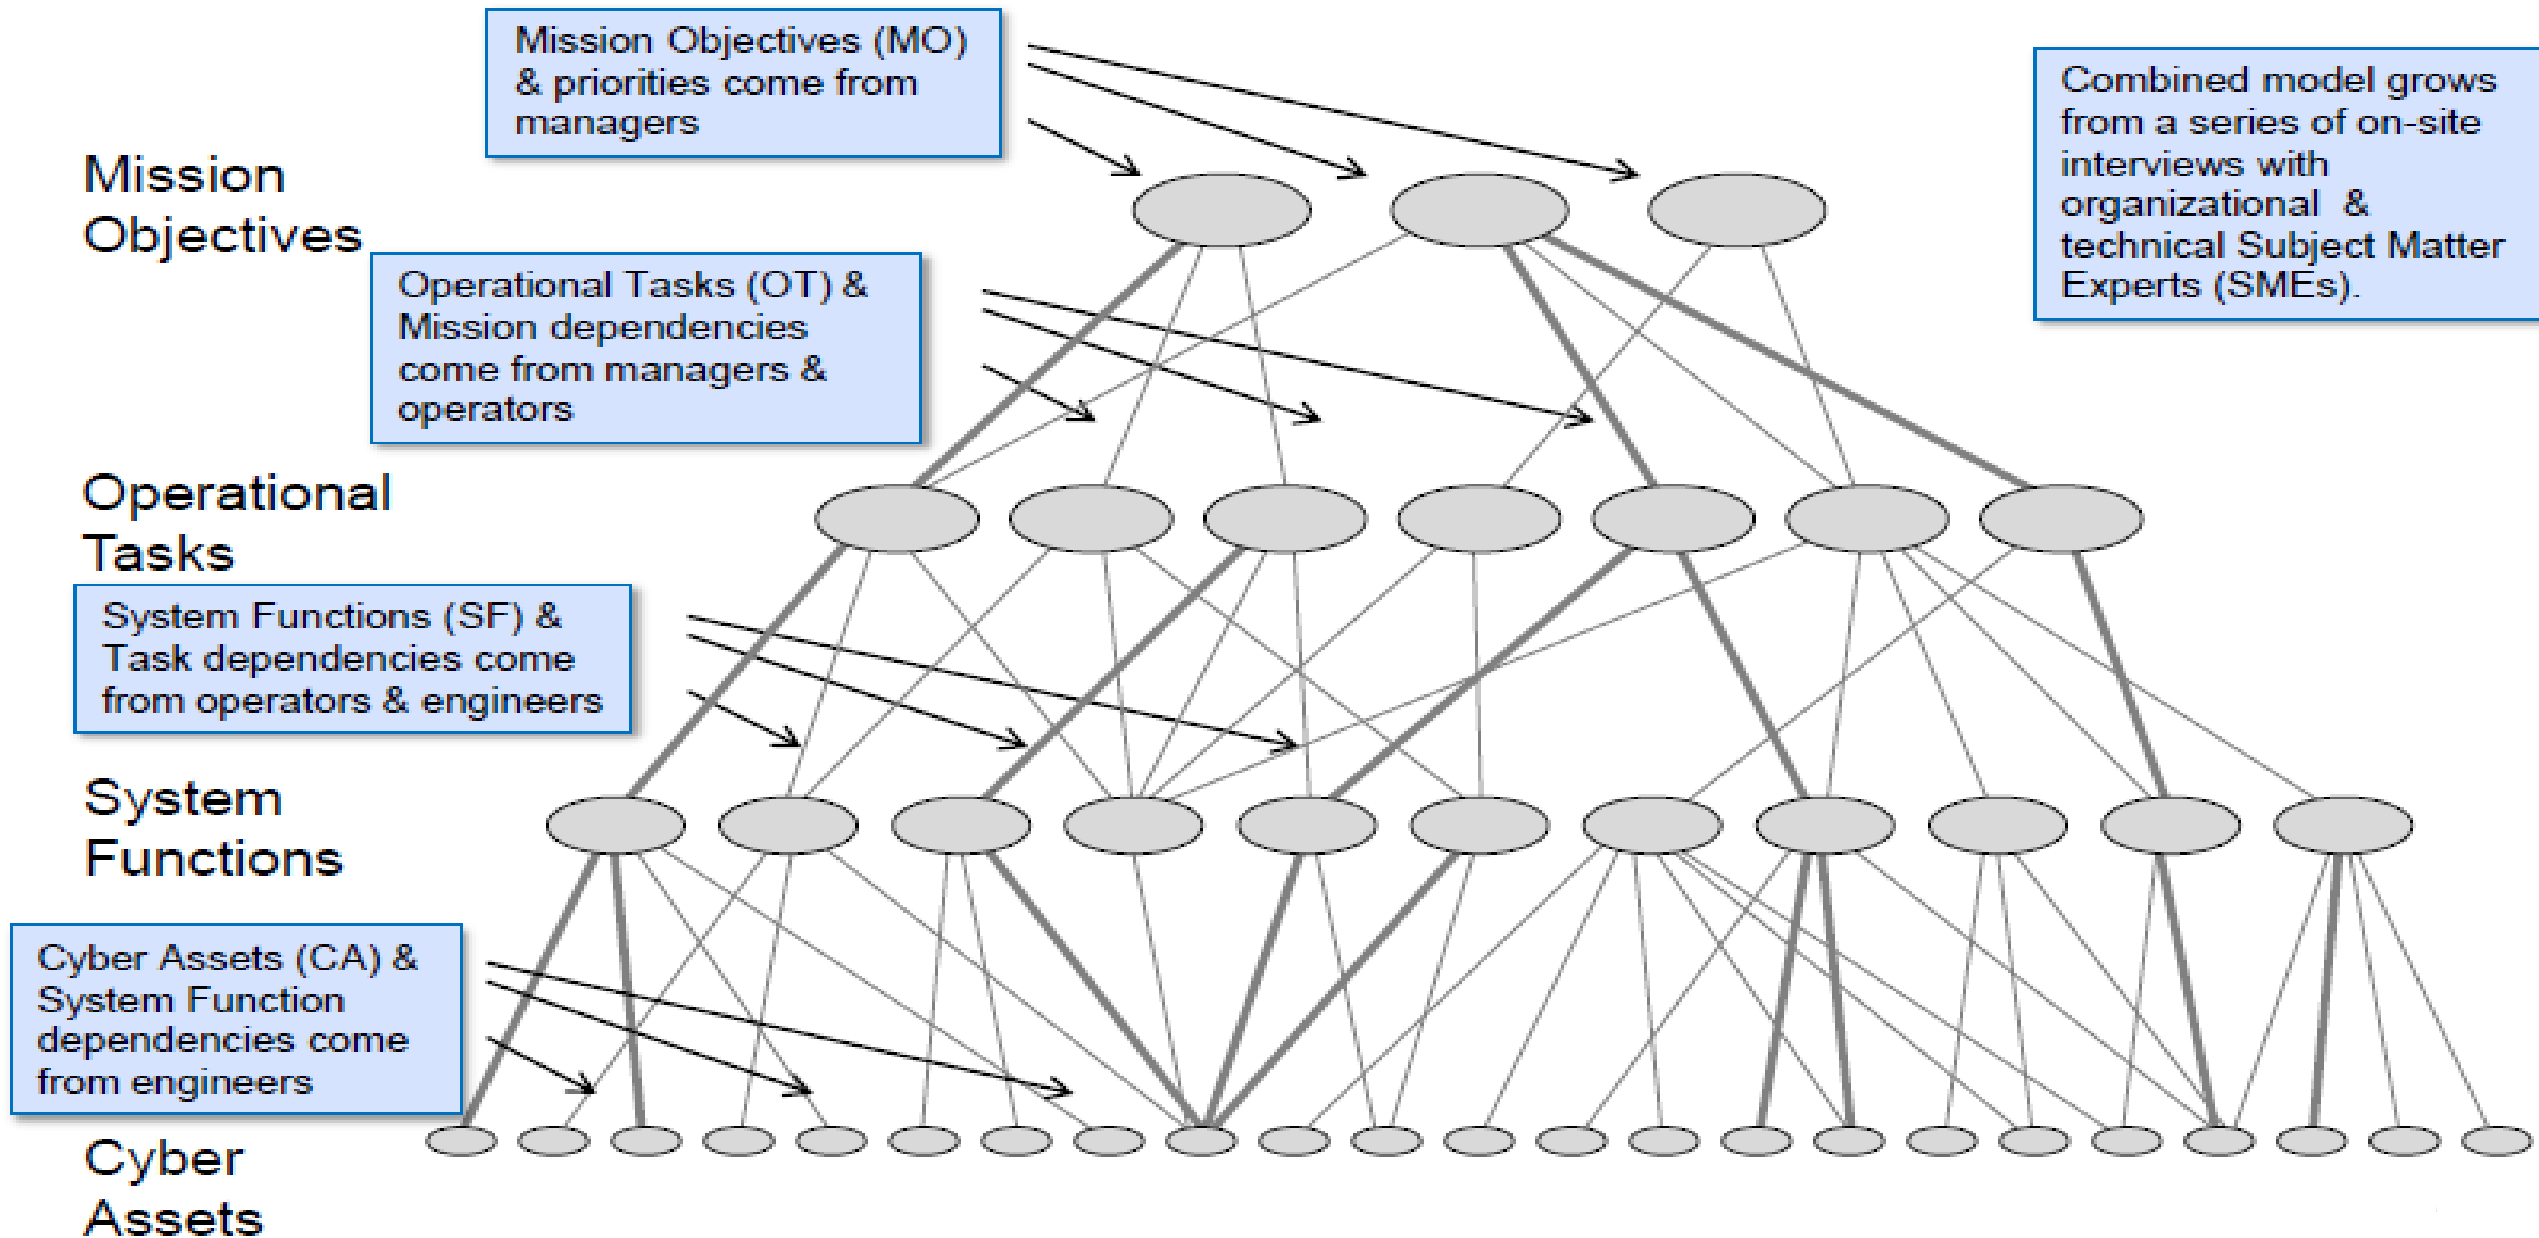 Mission Objectives (MO)
& priorities come from
managers
Combined model grows
from a series of on-site
interviews with
organizational &
technical Subject Matter
Experts (SMEs).
Mission
Objectives
Operational Tasks (OT) &
Mission dependencies
come from managers &
operators
Operational
Tasks
System Functions (SF) &
Task dependencies come
from operators & engineers
System
Functions
Cyber Assets (CA) &
System Function
dependencies come
from engineers
Cyber
Assets